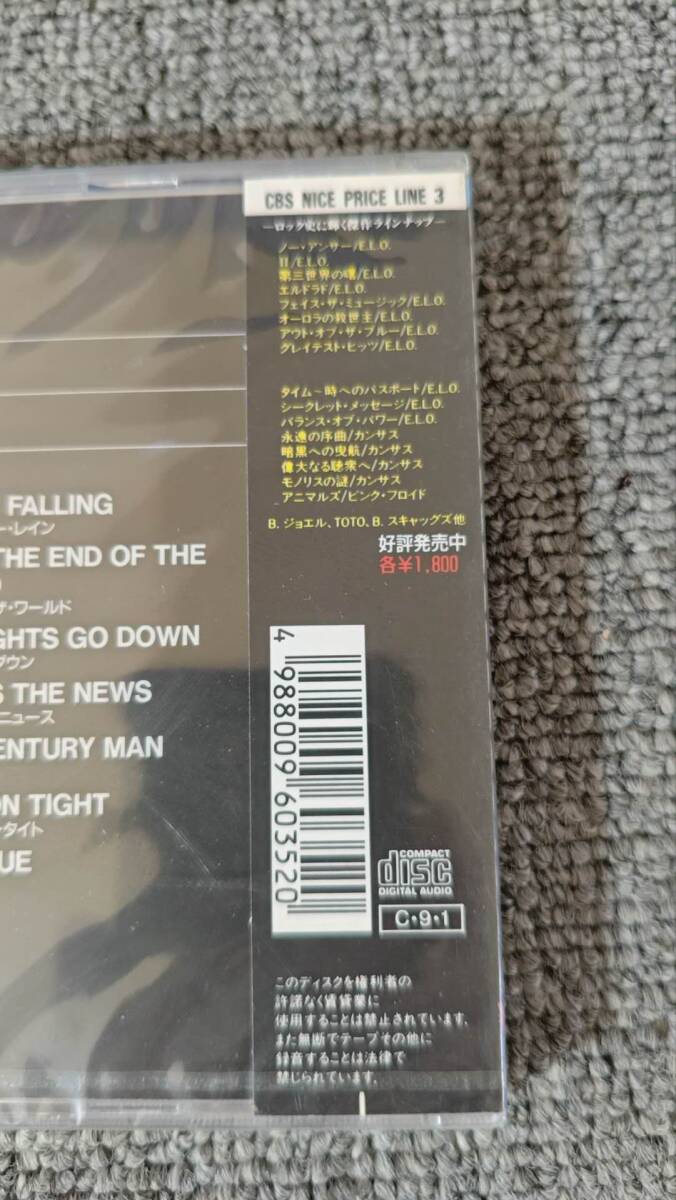 CBS NICE PRICE LINE 3
—ロック史に輝く傑作ラインナップ—
ノー・アンサー/E.L.O.
II/E.L.O.
第三世界の曙/E.L.O.
エルドラド/E.L.O.
フェイス・ザ・ミュージック/E.L.O.
オーロラの救世主/E.L.O.
アウト・オブ・ザ・ブルー/E.L.O.
グレイテスト・ヒッツ/E.L.O.
タイム~時へのパスポート/E.L.O.
シークレット・メッセージ/E.L.O.
バランス・オブ・パワー/E.L.O.
永遠の序曲/カンサス
暗黒への曳航/カンサス
偉大なる聴衆へ/カンサス
モノリスの謎/カンサス
アニマルズ/ピンク・フロイド
B. ジョエル、TOTO、B. スキャッグズ他
好評発売中
各¥1,800
FALLING
ー・レイン
THE END OF THE
ザ・ワールド
GHTS GO DOWN
ダウン
S THE NEWS
ニュース
ENTURY MAN
ON TIGHT
・タイト
UE
4 988009 603520
COMPACT
disc
DIGITAL AUDIO
C・9・1
このディスクを権利者の
許諾なく賃貸業に
使用することは禁止されています。
また無断でテープその他に
録音することは法律で
禁じられています。